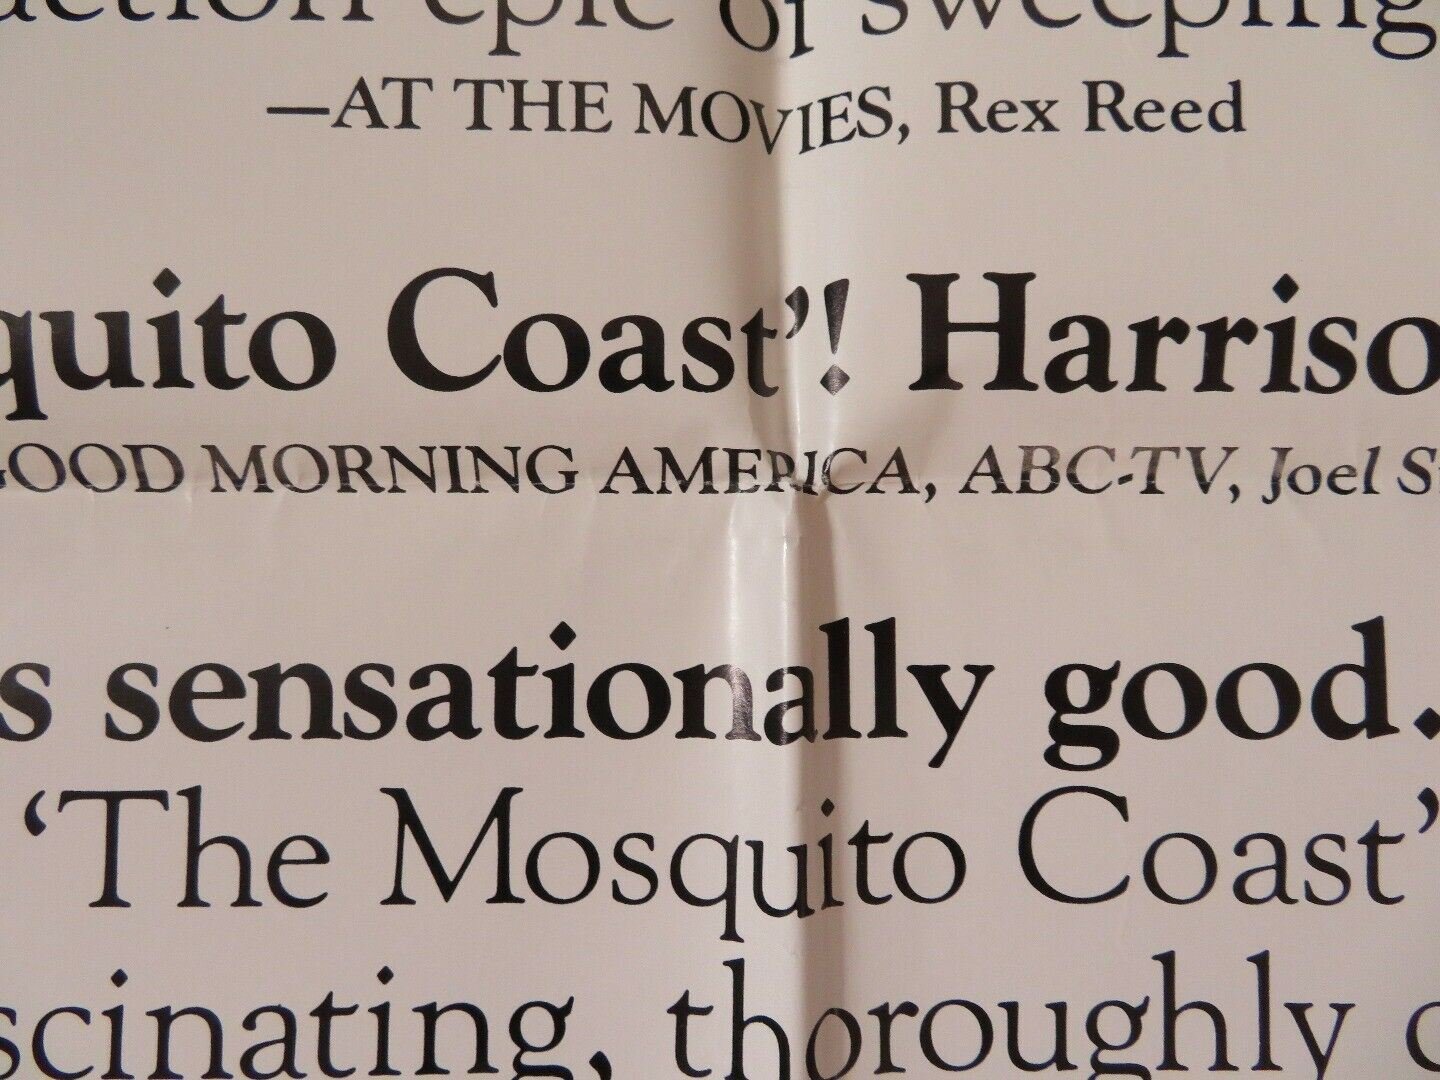 action epic of sweeping
—AT THE MOVIES, Rex Reed
quito Coast'! Harriso
GOOD MORNING AMERICA, ABC-TV, Joel S
s sensationally good.
'The Mosquito Coast'
scinating, thoroughly